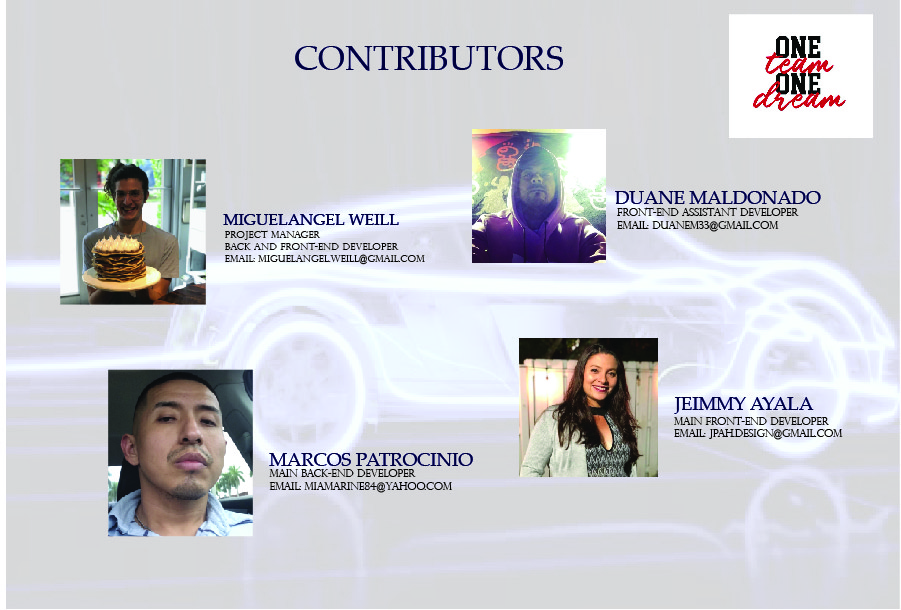 CONTRIBUTORS
ONE
team
ONE
dream
MIGUELANGEL WEILL
PROJECT MANAGER
BACK AND FRONT-END DEVELOPER
EMAIL: MIGUELANGEL.WEILL@GMAIL.COM
DUANE MALDONADO
FRONT-END ASSISTANT DEVELOPER
EMAIL: DUANEM33@GMAIL.COM
MARCOS PATROCINIO
MAIN BACK-END DEVELOPER
EMAIL: MIAMARINE84@YAHOO.COM
JEIMMY AYALA
MAIN FRONT-END DEVELOPER
EMAIL: JPAH.DESIGN@GMAIL.COM